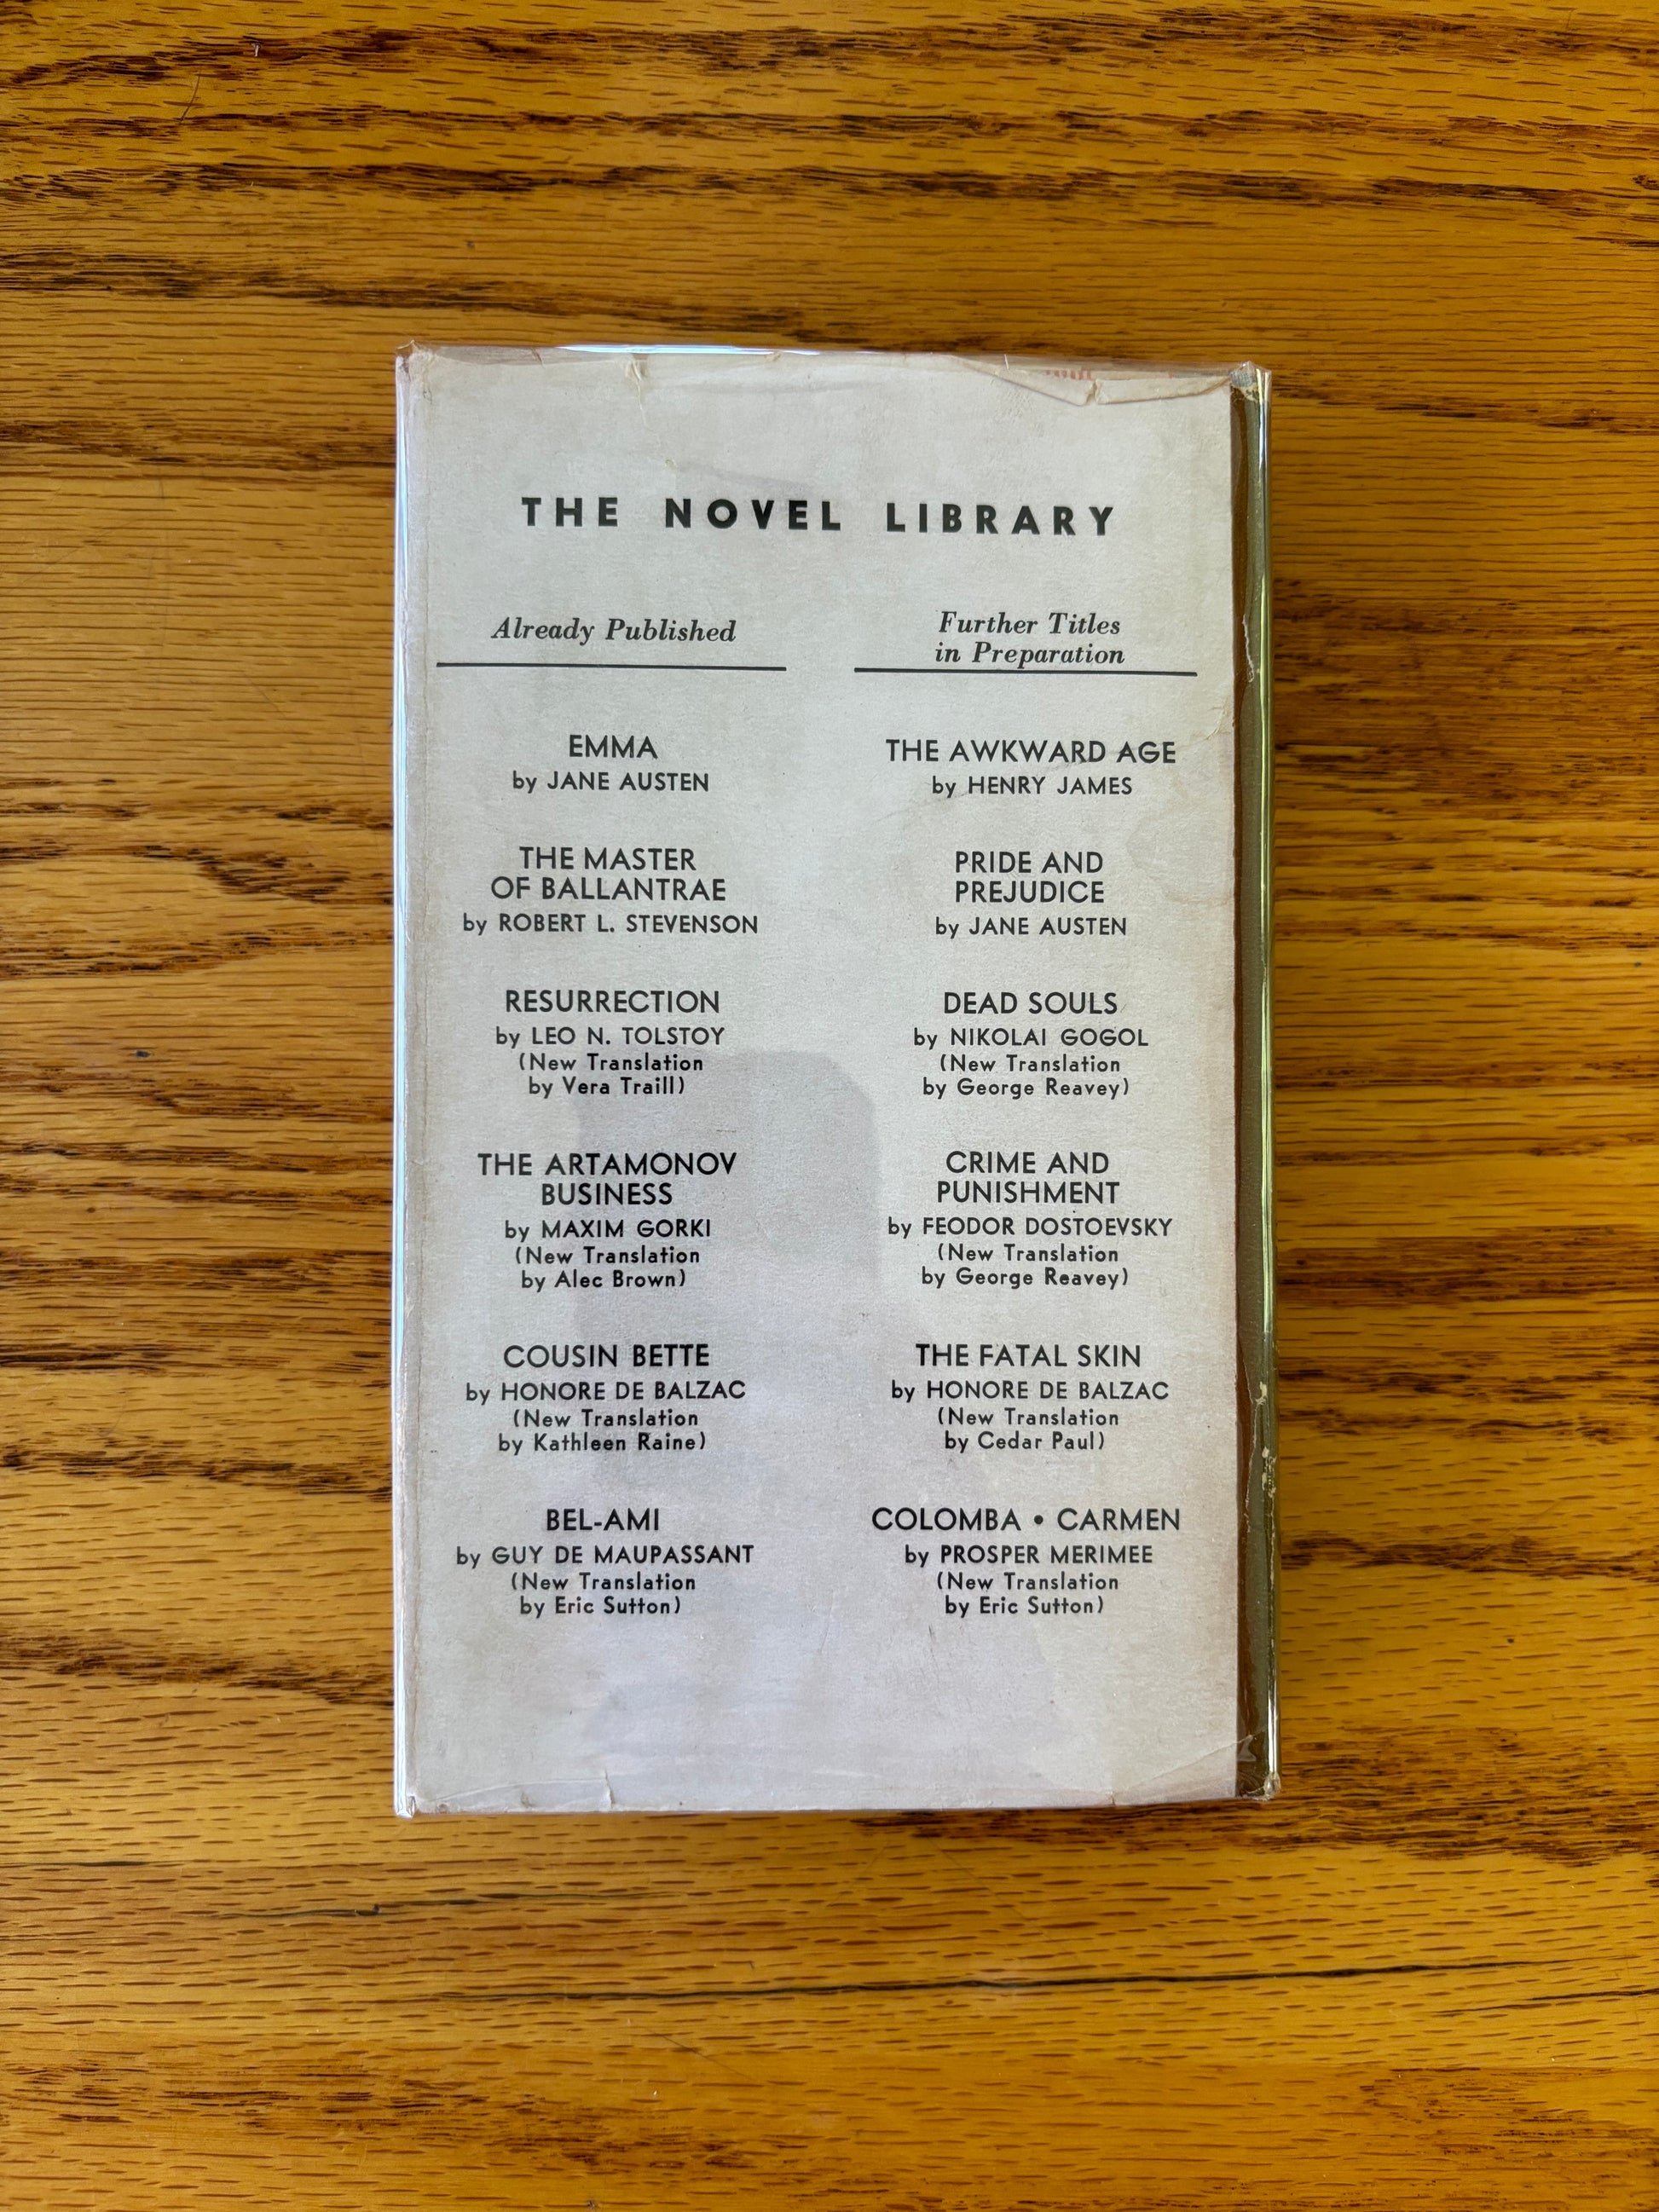 THE NOVEL LIBRARY
Already Published
EMMA
by JANE AUSTEN
THE MASTER
OF BALLANTRAE
by ROBERT L. STEVENSON
RESURRECTION
by LEO N. TOLSTOY
(New Translation
by Vera Traill)
THE ARTAMONOV
BUSINESS
by MAXIM GORKI
(New Translation
by Alec Brown)
COUSIN BETTE
by HONORE DE BALZAC
(New Translation
by Kathleen Raine)
BEL-AMI
by GUY DE MAUPASSANT
(New Translation
by Eric Sutton)
Further Titles
in Preparation
THE AWKWARD AGE
by HENRY JAMES
PRIDE AND
PREJUDICE
by JANE AUSTEN
DEAD SOULS
by NIKOLAI GOGOL
(New Translation
by George Reavey)
CRIME AND
PUNISHMENT
by FEODOR DOSTOEVSKY
(New Translation
by George Reavey)
THE FATAL SKIN
by HONORE DE BALZAC
(New Translation
by Cedar Paul)
COLOMBA • CARMEN
by PROSPER MERIMEE
(New Translation
by Eric Sutton)